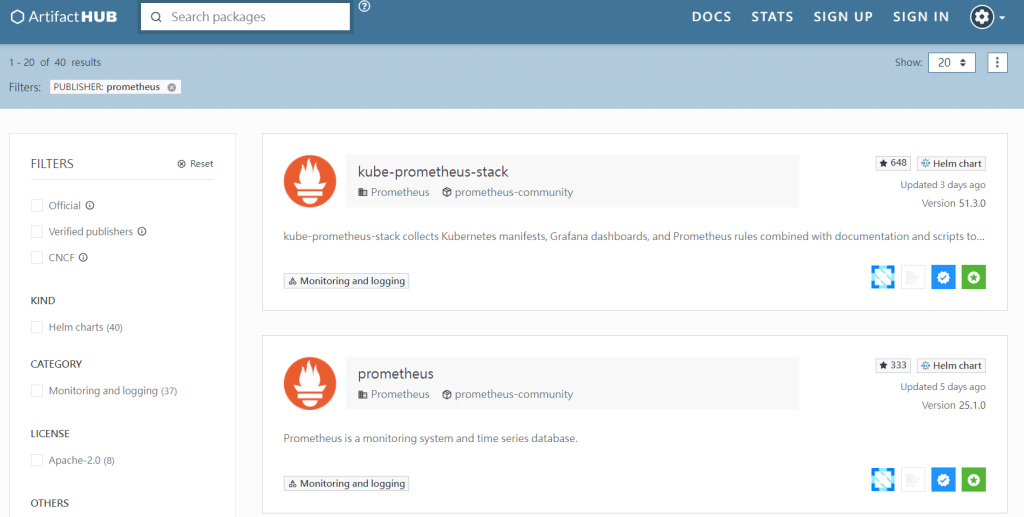 ArtifactHUB
Search packages
DOCS STATS SIGN UP SIGN IN
1 - 20 of 40 results
Show: 20
Filters: PUBLISHER: prometheus
FILTERS
Reset
Official
Verified publishers
CNCF
KIND
Helm charts (40)
CATEGORY
Monitoring and logging (37)
LICENSE
Apache-2.0 (8)
OTHERS
kube-prometheus-stack
Prometheus prometheus-community
648 Helm chart
Updated 3 days ago
Version 51.3.0
kube-prometheus-stack collects Kubernetes manifests, Grafana dashboards, and Prometheus rules combined with documentation and scripts to...
Monitoring and logging
prometheus
Prometheus prometheus-community
333 Helm chart
Updated 5 days ago
Version 25.1.0
Prometheus is a monitoring system and time series database.
Monitoring and logging